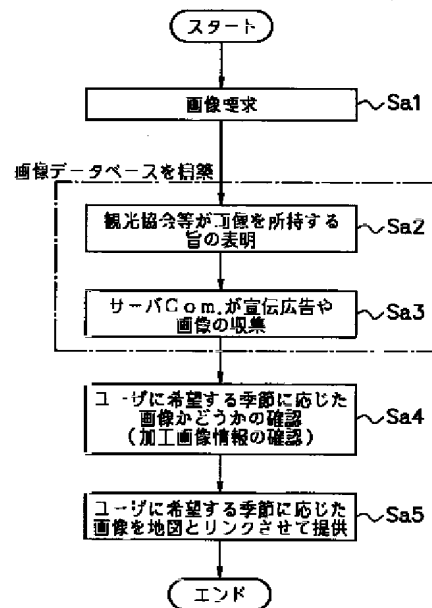 スタート
画像要求
Sa1
画像データベースを構築
観光協会等が画像を所持する
旨の表明
Sa2
サーバCom.が宣伝広告や
画像の収集
Sa3
ユーザに希望する季節に応じた
画像かどうかの確認
(加工画像情報の確認)
Sa4
ユーザに希望する季節に応じた
画像を地図とリンクさせて提供
Sa5
エンド